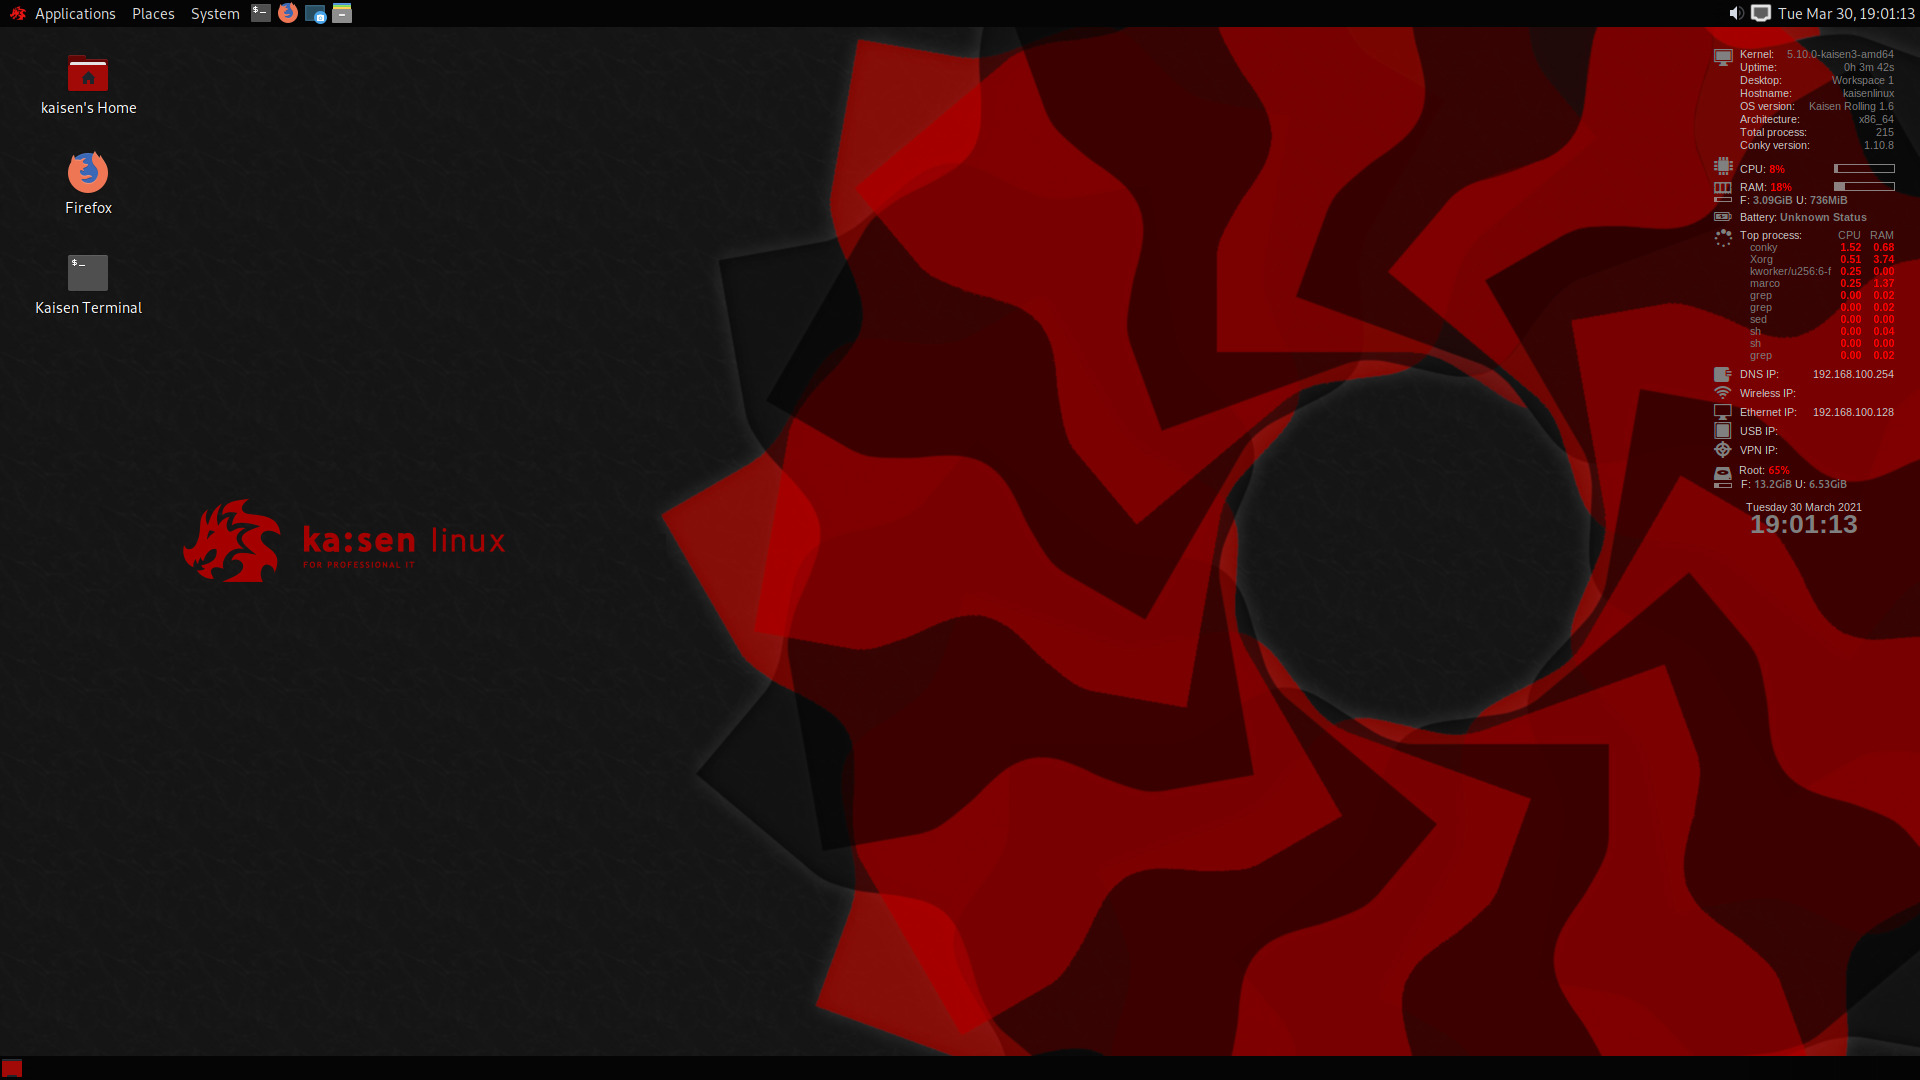 Applications Places System Tue Mar 30, 19:01:13
kaisen's Home
Firefox
$_
Kaisen Terminal
ka:sen linux
FOR PROFESSIONAL IT
Kernel: 5.10.0-kaisen3-amd64
Uptime: 0h 3m 42s
Desktop: Workspace 1
Hostname: kaisenlinux
OS version: Kaisen Rolling 1.6
Architecture: x86_64
Total process: 215
Conky version: 1.10.8
CPU: 8%
RAM: 18%
F: 3.09GiB U: 736MiB
Battery: Unknown Status
Top process: CPU RAM
conky 1.52 0.68
Xorg 0.51 3.74
kworker/u256:6-f 0.25 0.00
marco 0.25 1.37
grep 0.00 0.02
grep 0.00 0.02
sed 0.00 0.00
sh 0.00 0.04
sh 0.00 0.00
grep 0.00 0.02
DNS IP: 192.168.100.254
Wireless IP:
Ethernet IP: 192.168.100.128
USB IP:
VPN IP:
Root: 65%
F: 13.2GiB U: 6.53GiB
Tuesday 30 March 2021
19:01:13